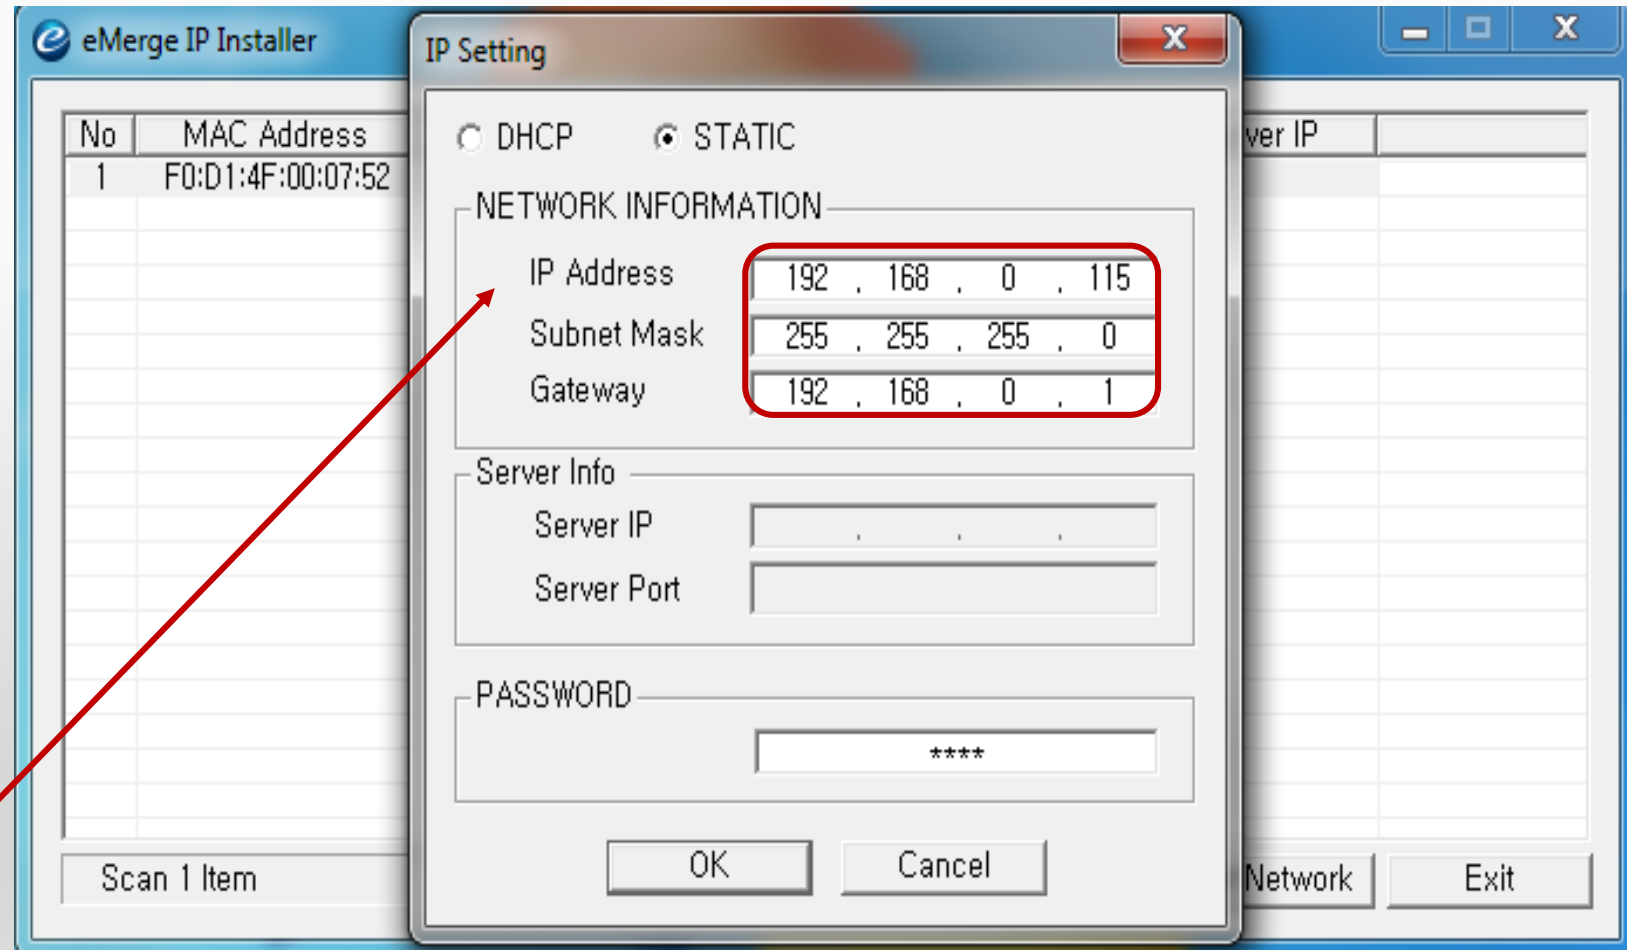 eMerge IP Installer
IP Setting
X
X
No MAC Address
1 F0:D1:4F:00:07:52
DHCP STATIC
ver IP
NETWORK INFORMATION
IP Address 192 . 168 . 0 . 115
Subnet Mask 255 . 255 . 255 . 0
Gateway 192 . 168 . 0 . 1
Server Info
Server IP . . .
Server Port
PASSWORD
****
OK Cancel
Scan 1 Item
Network Exit